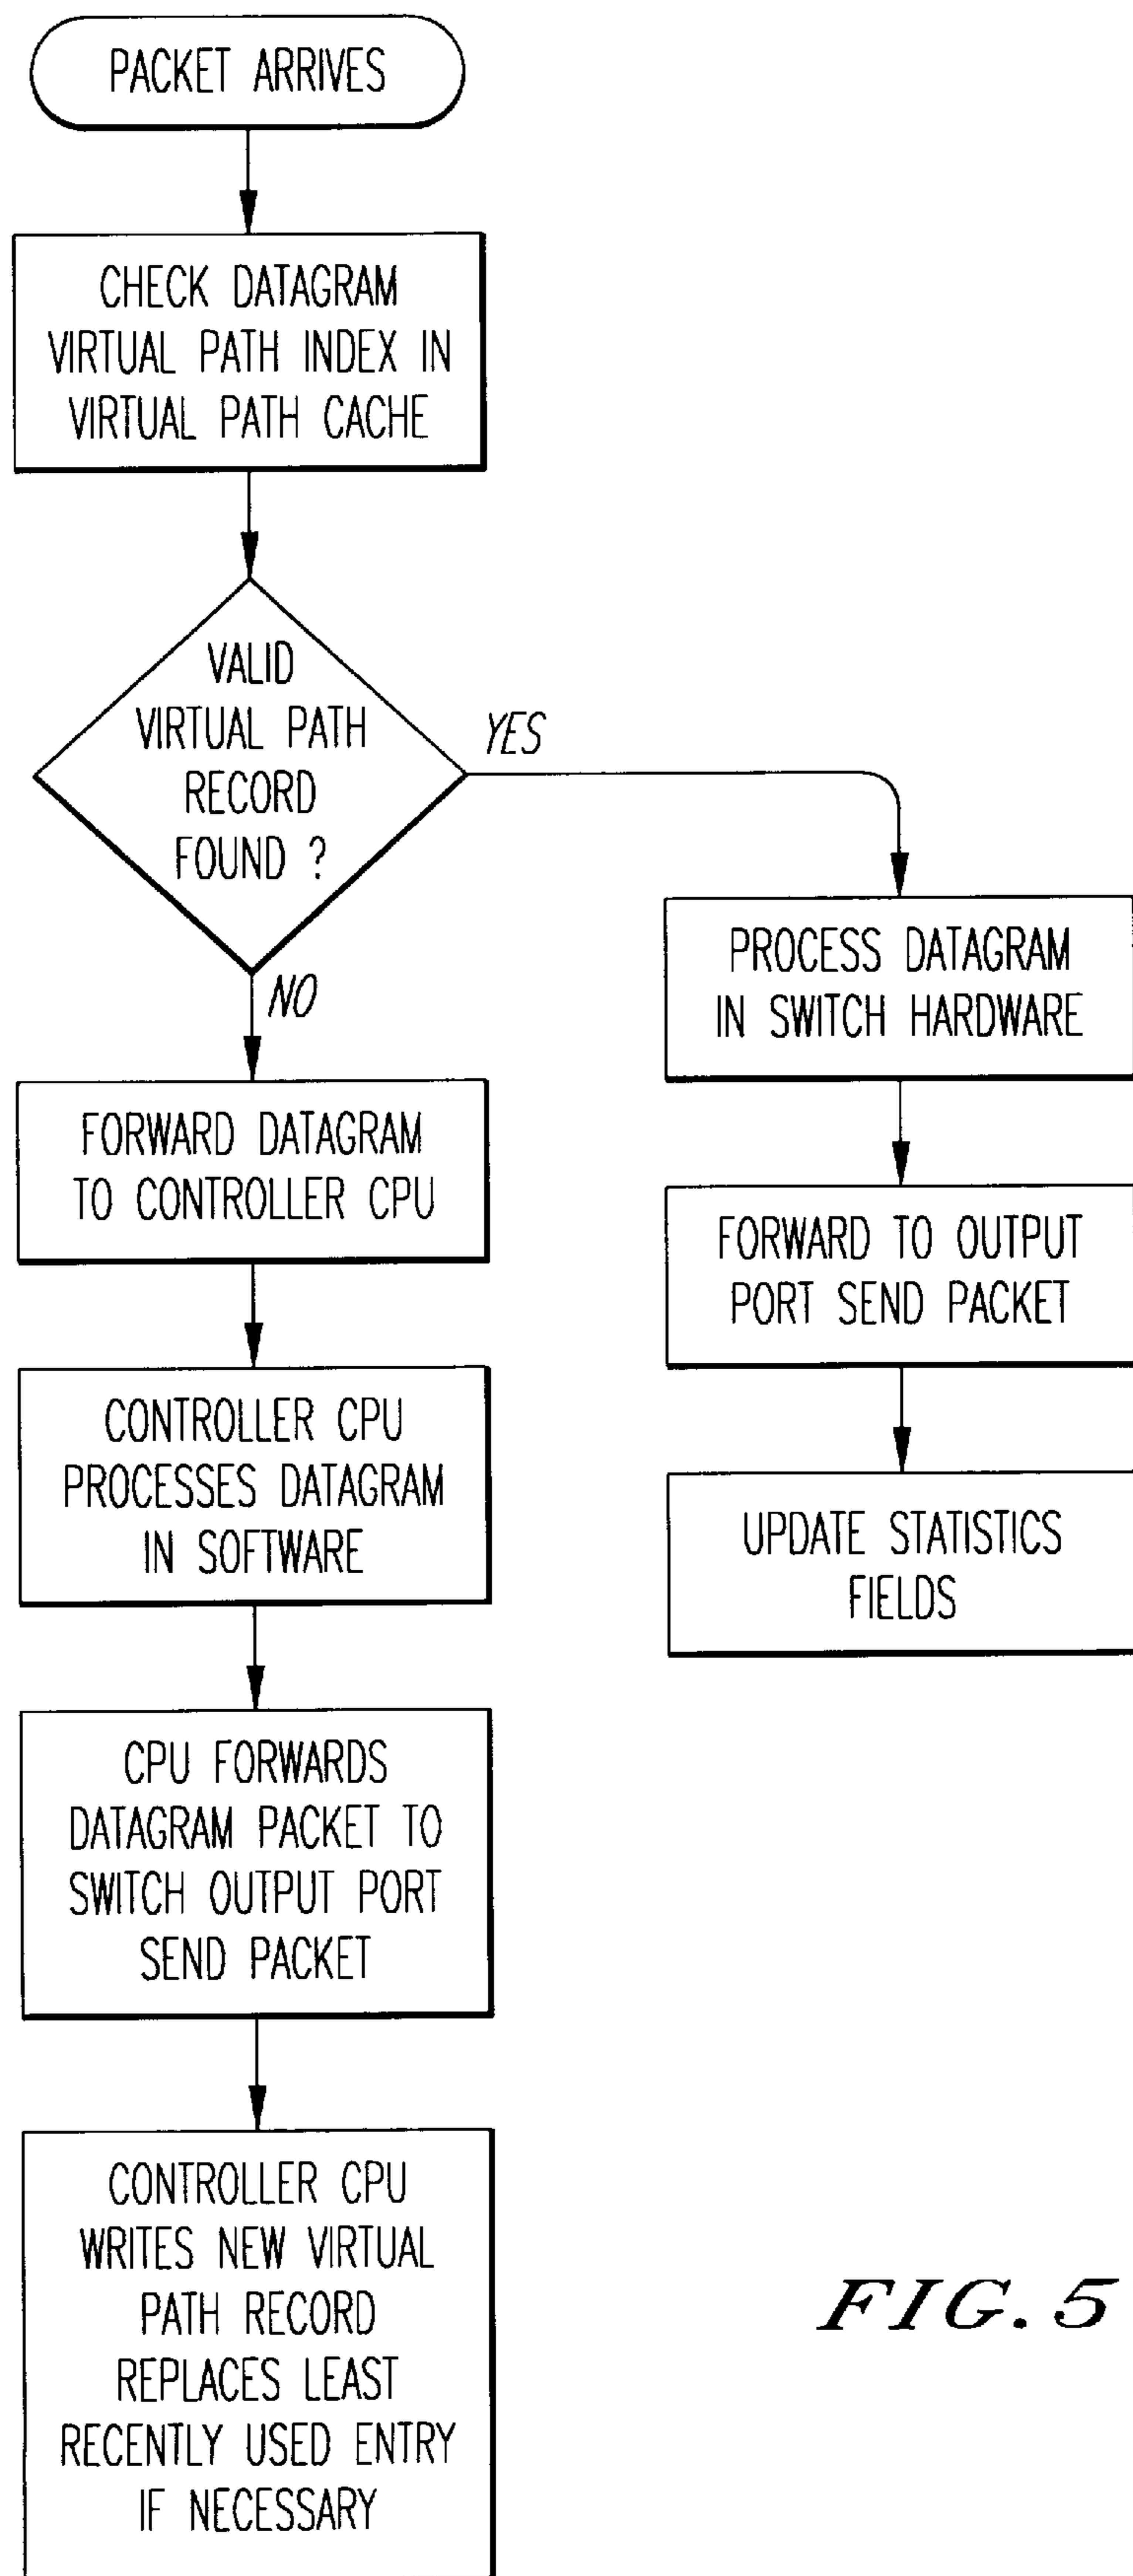 PACKET ARRIVES
CHECK DATAGRAM
VIRTUAL PATH INDEX IN
VIRTUAL PATH CACHE
VALID
VIRTUAL PATH
RECORD
FOUND ?
YES
NO
PROCESS DATAGRAM
IN SWITCH HARDWARE
FORWARD TO OUTPUT
PORT SEND PACKET
UPDATE STATISTICS
FIELDS
FORWARD DATAGRAM
TO CONTROLLER CPU
CONTROLLER CPU
PROCESSES DATAGRAM
IN SOFTWARE
CPU FORWARDS
DATAGRAM PACKET TO
SWITCH OUTPUT PORT
SEND PACKET
CONTROLLER CPU
WRITES NEW VIRTUAL
PATH RECORD
REPLACES LEAST
RECENTLY USED ENTRY
IF NECESSARY
FIG. 5